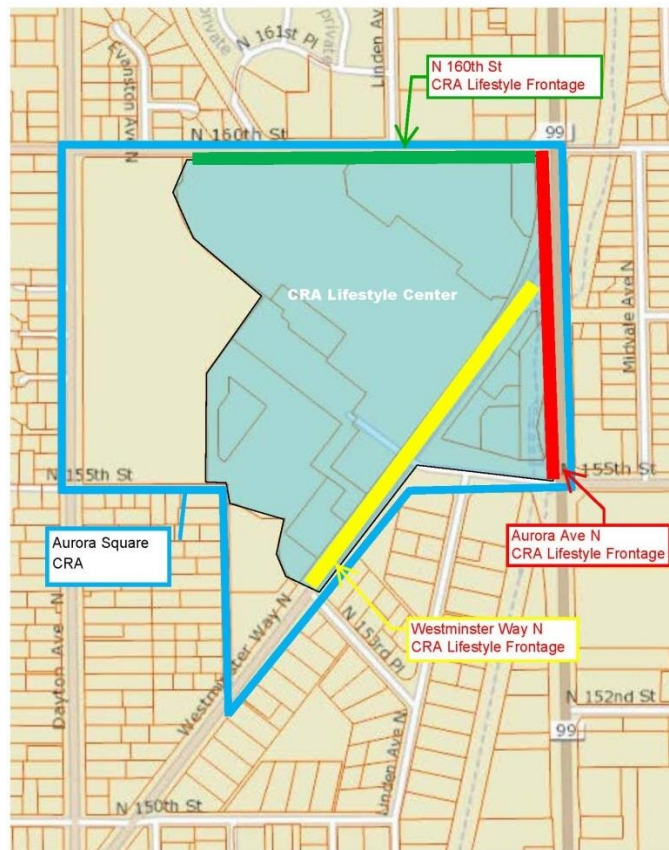 private
N 161st Pl
private
Linden Av
Evanston Ave N
N 160th St
CRA Lifestyle Frontage
N 160th St
99
CRA Lifestyle Center
Midvale Ave N
N 155th St
155th St
Aurora Square
CRA
Aurora Ave N
CRA Lifestyle Frontage
Westminster Way N
CRA Lifestyle Frontage
Dayton Ave N
Westminster Way N
N 153rd Pl
N 152nd St
99
Linden Ave N
N 150th St